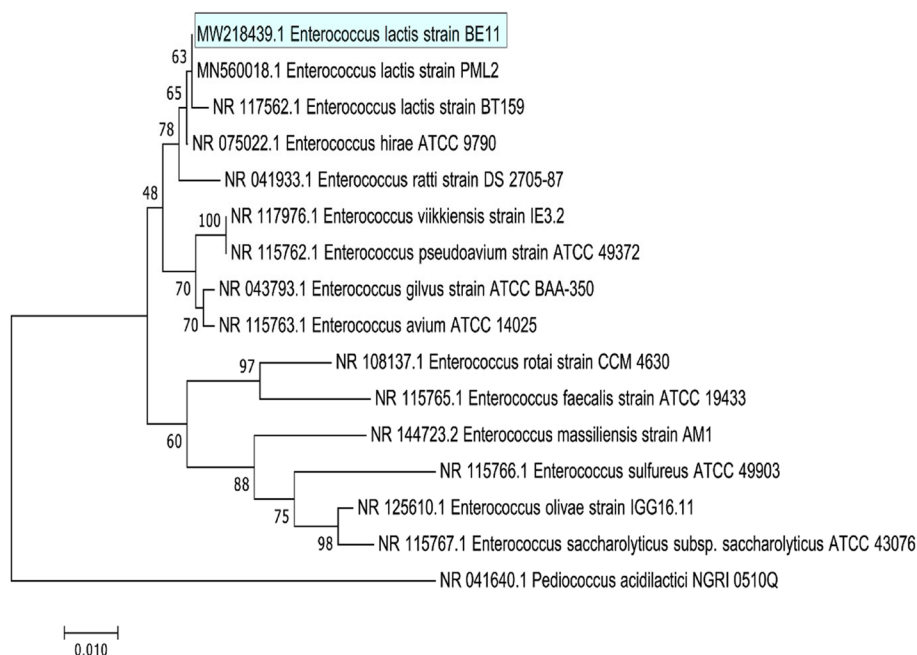 MW218439.1 Enterococcus lactis strain BE11
63
MN560018.1 Enterococcus lactis strain PML2
65
NR 117562.1 Enterococcus lactis strain BT159
78
NR 075022.1 Enterococcus hirae ATCC 9790
NR 041933.1 Enterococcus ratti strain DS 2705-87
48
100
NR 117976.1 Enterococcus viikkiensis strain IE3.2
NR 115762.1 Enterococcus pseudoavium strain ATCC 49372
70
NR 043793.1 Enterococcus gilvus strain ATCC BAA-350
70
NR 115763.1 Enterococcus avium ATCC 14025
97
NR 108137.1 Enterococcus rotai strain CCM 4630
NR 115765.1 Enterococcus faecalis strain ATCC 19433
60
NR 144723.2 Enterococcus massiliensis strain AM1
88
NR 115766.1 Enterococcus sulfureus ATCC 49903
75
NR 125610.1 Enterococcus olivae strain IGG16.11
98
NR 115767.1 Enterococcus saccharolyticus subsp. saccharolyticus ATCC 43076
NR 041640.1 Pediococcus acidilactici NGRI 0510Q
0.010